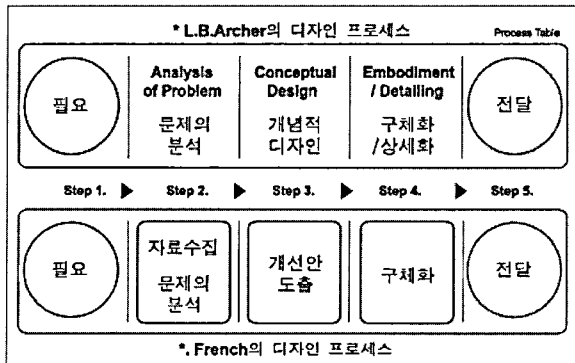 * L.B.Archer의 디자인 프로세스
Process Table
필요
Analysis
of Problem
문제의
분석
Conceptual
Design
개념적
디자인
Embodiment
/ Detailing
구체화
/상세화
전달
Step 1. ▶ Step 2. ▶ Step 3. ▶ Step 4. ▶ Step 5.
필요
자료수집
문제의
분석
개선안
도출
구체화
전달
*. French의 디자인 프로세스